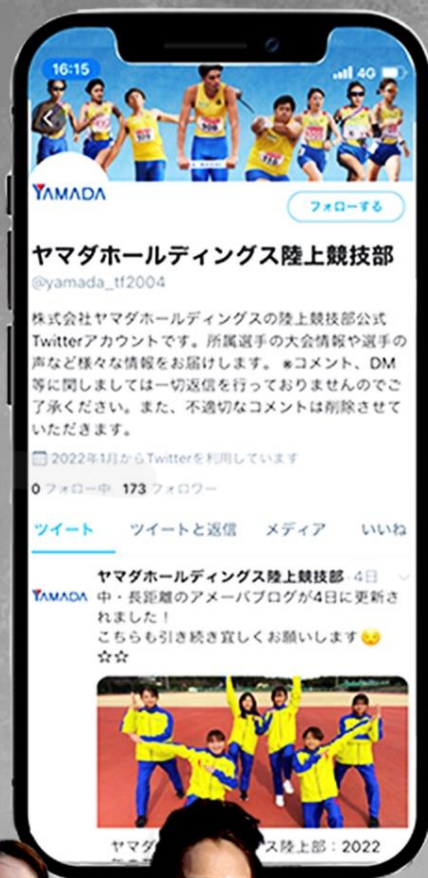 16:15
4G
YAMADA
フォローする
ヤマダホールディングス陸上競技部
@yamada_tf2004
株式会社ヤマダホールディングスの陸上競技部公式
Twitterアカウントです。所属選手の大会情報や選手の
声など様々な情報をお届けします。※コメント、DM
等に関しましては一切返信を行っておりませんのでご
了承ください。また、不適切なコメントは削除させて
いただきます。
2022年1月からTwitterを利用しています
0 フォロー中 173 フォロワー
ツイート ツイートと返信 メディア いいね
ヤマダホールディングス陸上競技部・4日
YAMADA 中・長距離のアメーバブログが4日に更新さ
れました！
こちらも引き続き宜しくお願いします😌
☆☆
ヤマダ ス陸上部：2022